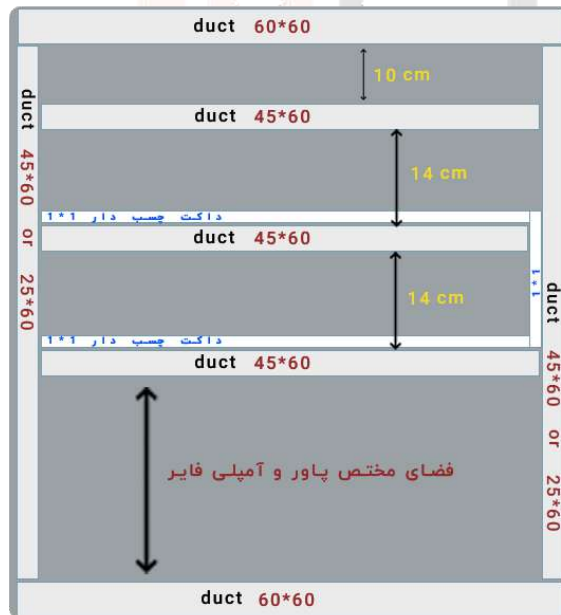 duct 60*60
10 cm
duct 45*60
14 cm
داکت چسب دار 1*1
duct 45*60
1*1
14 cm
داکت چسب دار 1*1
duct 45*60
duct 45*60 or 25*60
duct 45*60 or 25*60
فضای مختص پاور و آمپلی فایر
duct 60*60